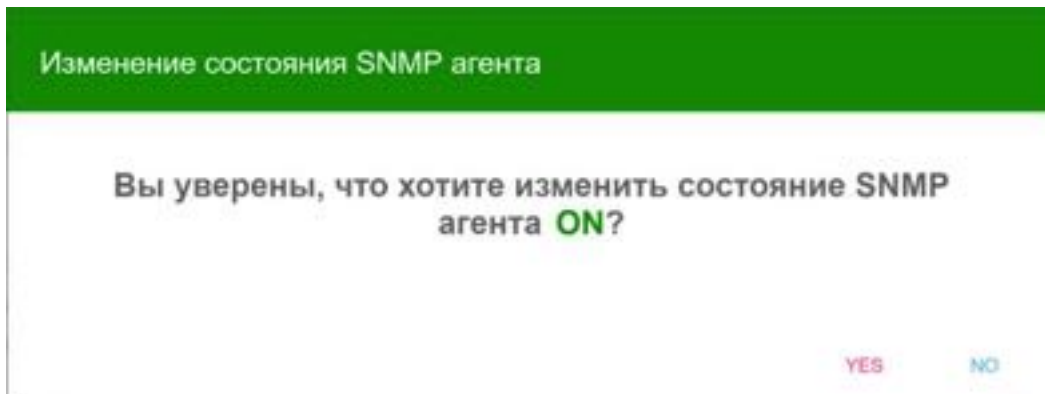 Изменение состояния SNMP агента
Вы уверены, что хотите изменить состояние SNMP
агента ON?
YES NO